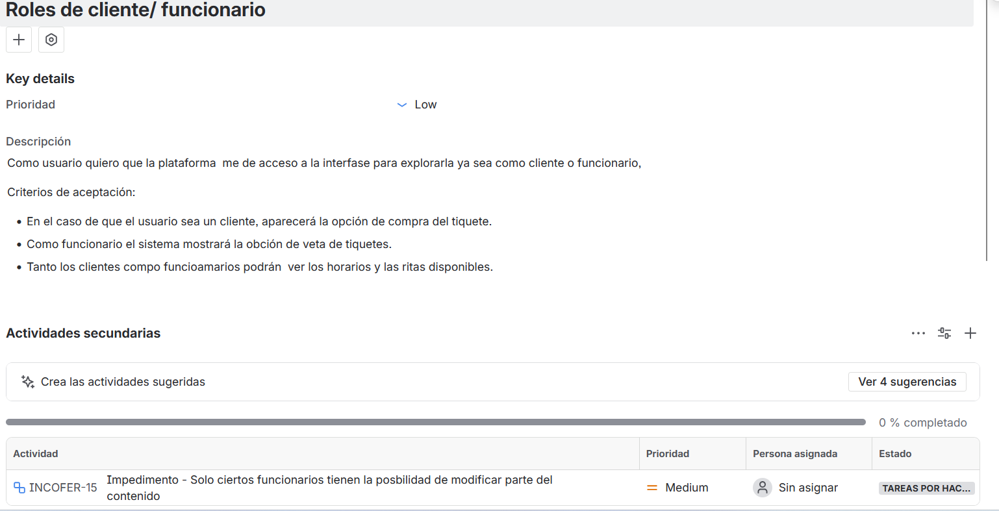 Roles de cliente/ funcionario
Key details
Prioridad
Low
Descripción
Como usuario quiero que la plataforma  me de acceso a la interfase para explorarla ya sea como cliente o funcionario,
Criterios de aceptación:
• En el caso de que el usuario sea un cliente, aparecerá la opción de compra del tiquete.
• Como funcionario el sistema mostrará la obción de veta de tiquetes.
• Tanto los clientes compo funcioamarios podrán  ver los horarios y las ritas disponibles.
Actividades secundarias
Crea las actividades sugeridas
Ver 4 sugerencias
0 % completado
Actividad Prioridad Persona asignada Estado
INCOFER-15 Impedimento - Solo ciertos funcionarios tienen la posbilidad de modificar parte del
contenido
Medium Sin asignar TAREAS POR HAC...